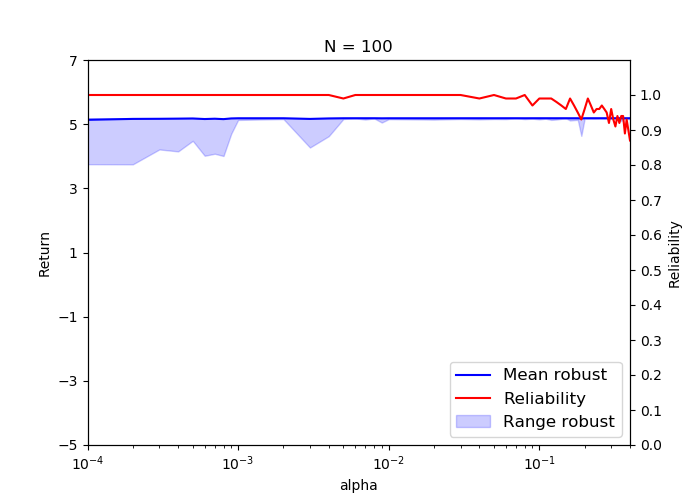 N = 100
7
5
3
1
−1
−3
−5
Return
1.0
0.9
0.8
0.7
0.6
0.5
0.4
0.3
0.2
0.1
0.0
Reliability
Mean robust
Reliability
Range robust
10⁻⁴ 10⁻³ 10⁻² 10⁻¹
alpha